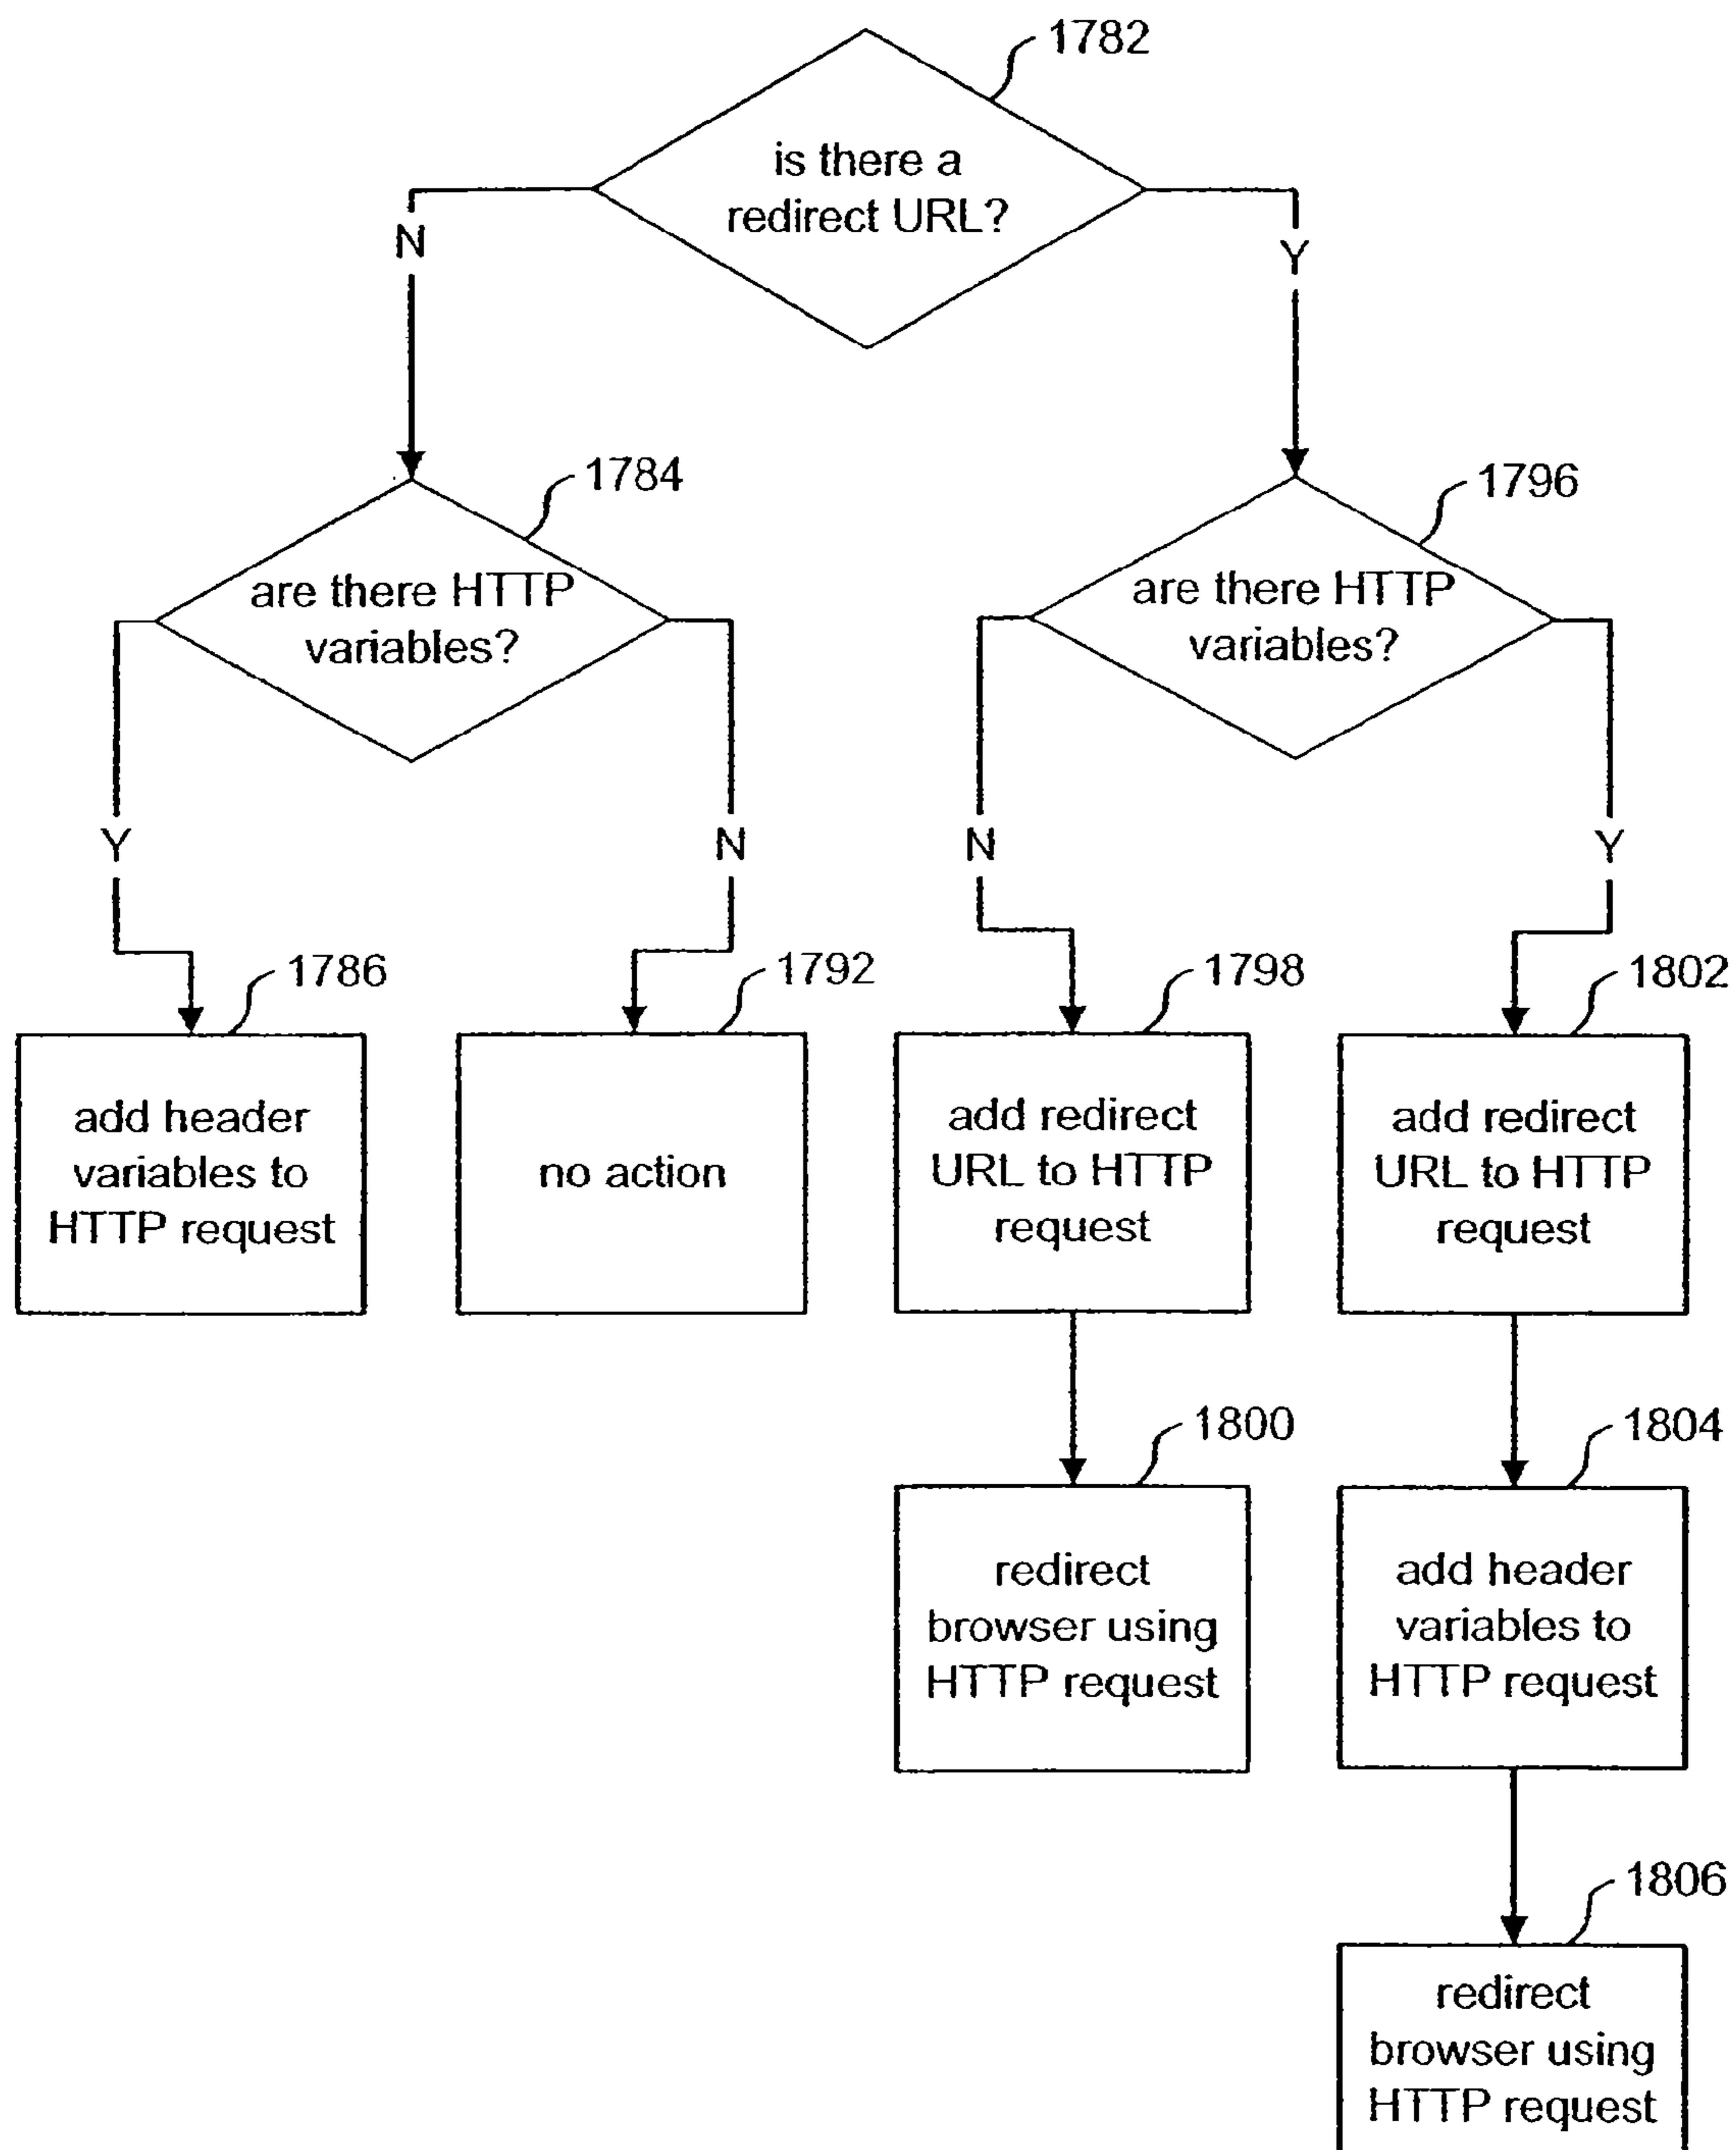 1782
is there a
redirect URL?
N
Y
1784
are there HTTP
variables?
1796
are there HTTP
variables?
Y
N
N
Y
1786
add header
variables to
HTTP request
1792
no action
1798
add redirect
URL to HTTP
request
1802
add redirect
URL to HTTP
request
1800
redirect
browser using
HTTP request
1804
add header
variables to
HTTP request
1806
redirect
browser using
HTTP request